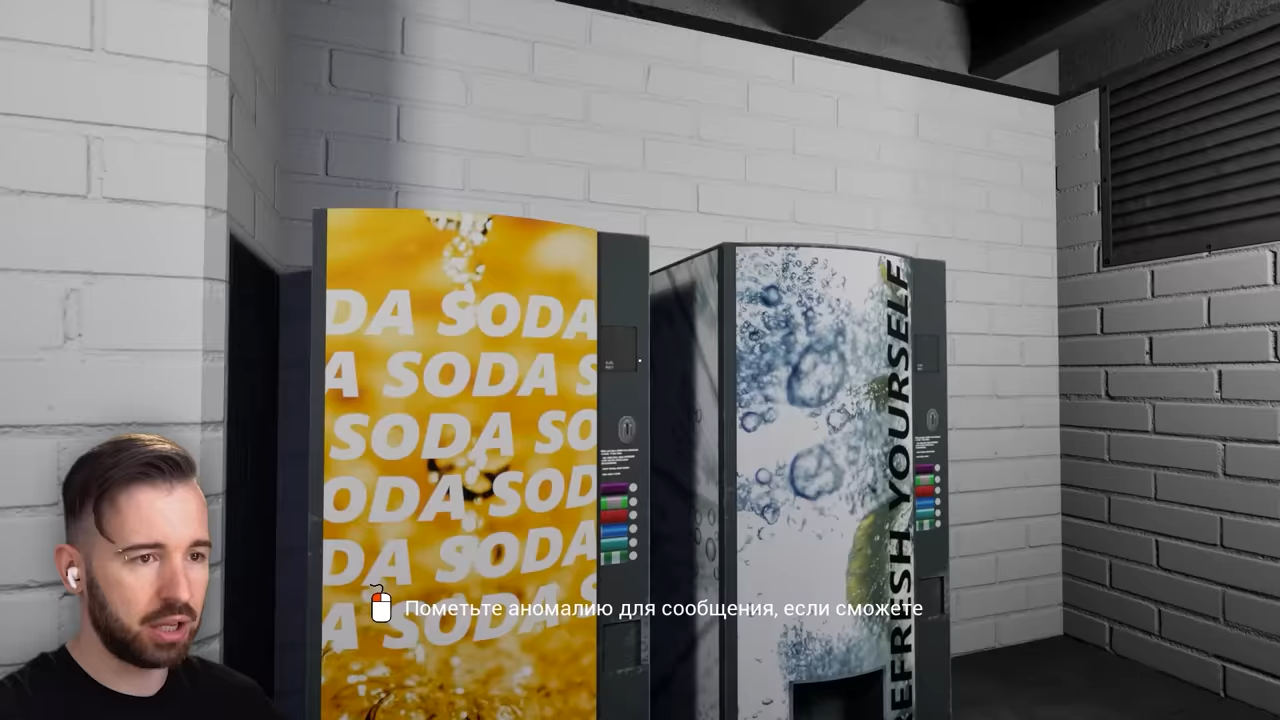 DA SODA
A SODA S
SODA SO
ODA SOD
DA SODA
A SODA S
REFRESH YOURSELF
Пометьте аномалию для сообщения, если сможете